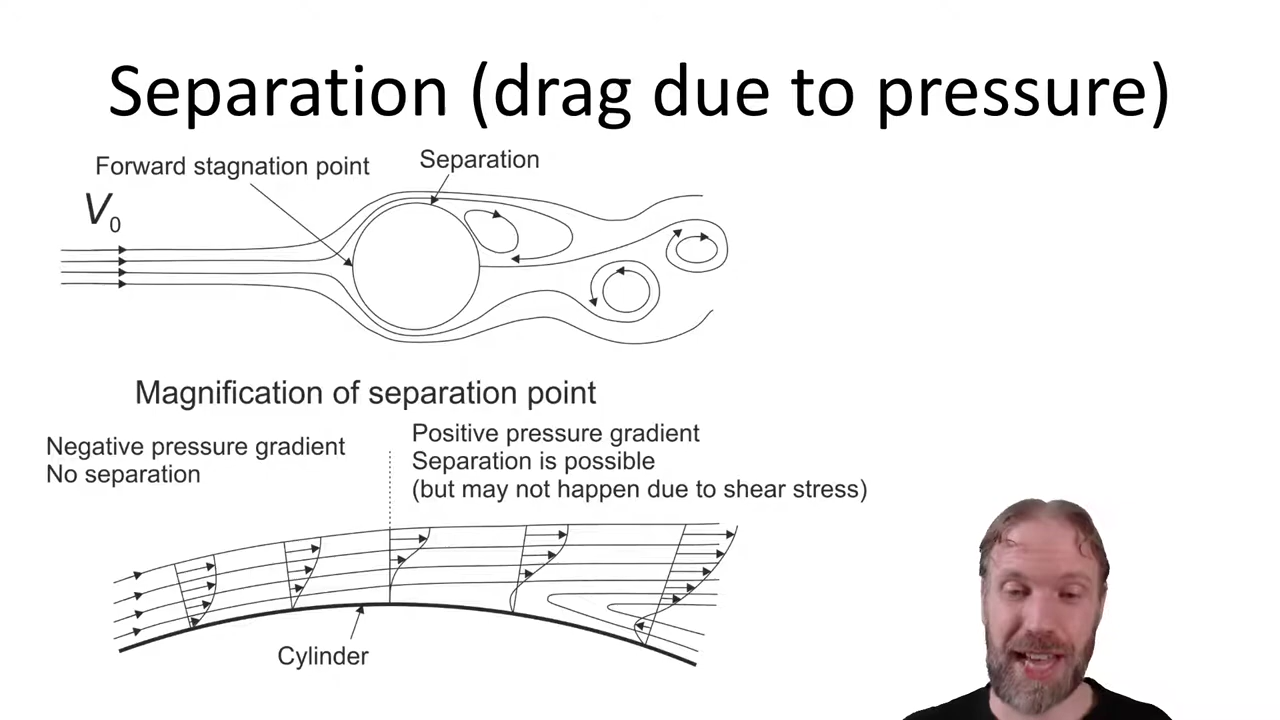 Separation (drag due to pressure)
Forward stagnation point
Separation
V0
Magnification of separation point
Negative pressure gradient
No separation
Positive pressure gradient
Separation is possible
(but may not happen due to shear stress)
Cylinder